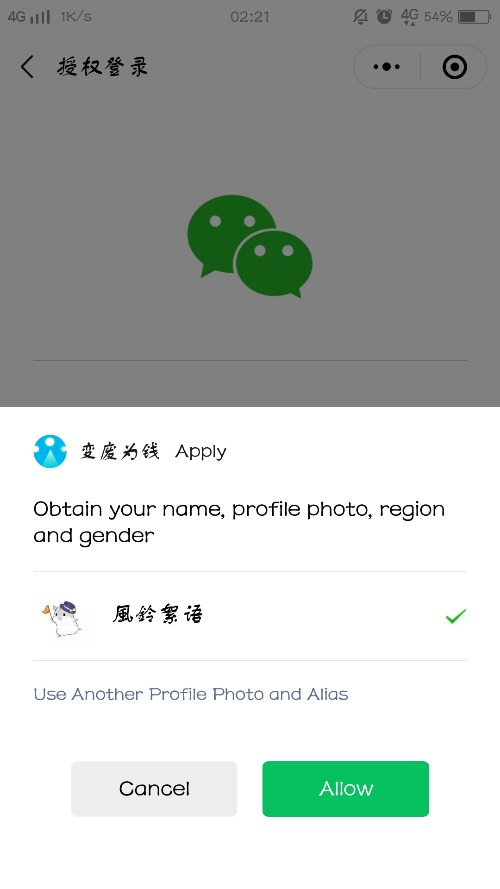 4G 1K/s 02:21 4G 54%
授权登录
变废为钱 Apply
Obtain your name, profile photo, region
and gender
風鈴絮语
Use Another Profile Photo and Alias
Cancel Allow